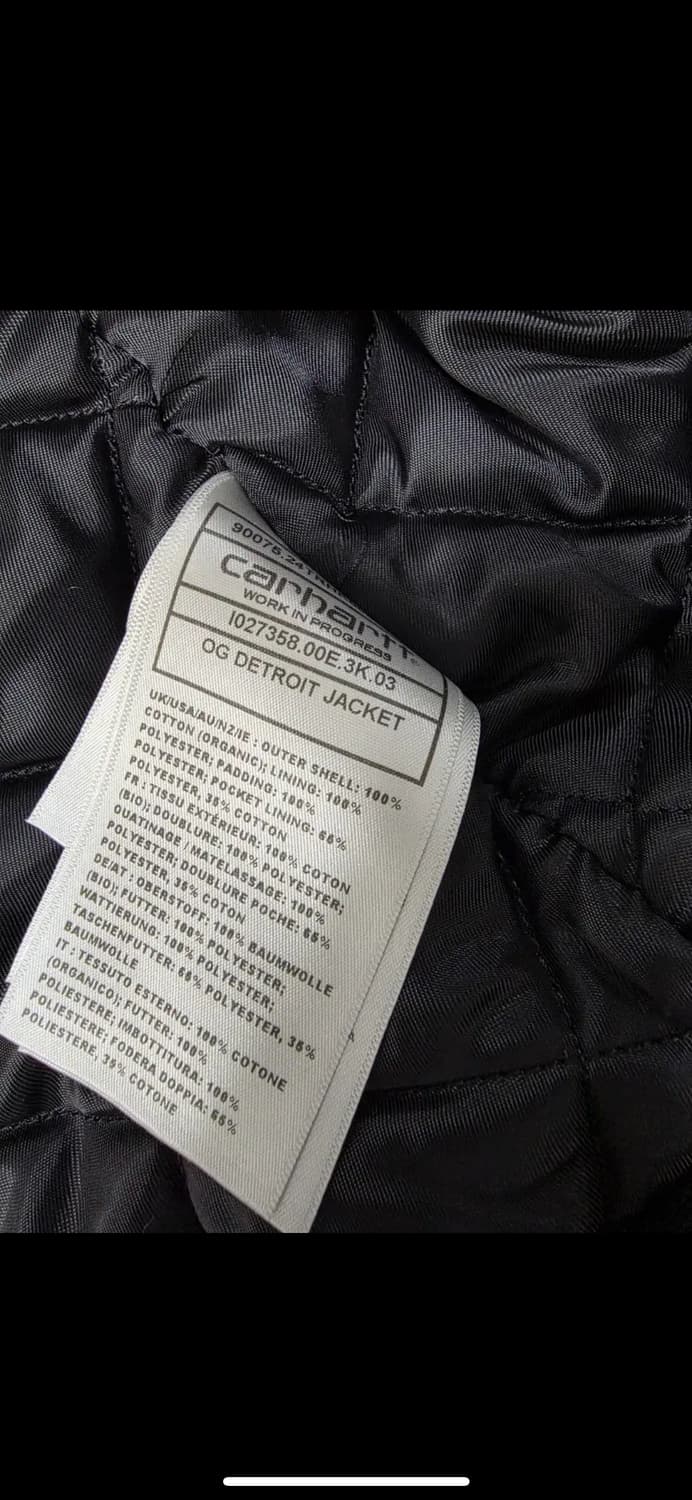 carhartt
WORK IN PROGRESS
I027358.00E.3K.03
OG DETROIT JACKET
UK/USA/AU/NZ/IE : OUTER SHELL: 100%
COTTON (ORGANIC); LINING: 100%
POLYESTER; PADDING: 100%
POLYESTER; POCKET LINING: 65%
POLYESTER, 35% COTTON
FR : TISSU EXTÉRIEUR: 100% COTON
(BIO); DOUBLURE: 100% POLYESTER;
OUATINAGE / MATELASSAGE: 100%
POLYESTER; DOUBLURE POCHE: 65%
POLYESTER, 35% COTON
DE/AT : OBERSTOFF: 100% BAUMWOLLE
(BIO); FUTTER: 100% POLYESTER;
WATTIERUNG: 100% POLYESTER;
TASCHENFUTTER: 65% POLYESTER, 35%
BAUMWOLLE
IT : TESSUTO ESTERNO: 100% COTONE
(ORGANICO); FUTTER: 100%
POLIESTERE; IMBOTTITURA: 100%
POLIESTERE; FODERA DOPPIA: 65%
POLIESTERE, 35% COTONE